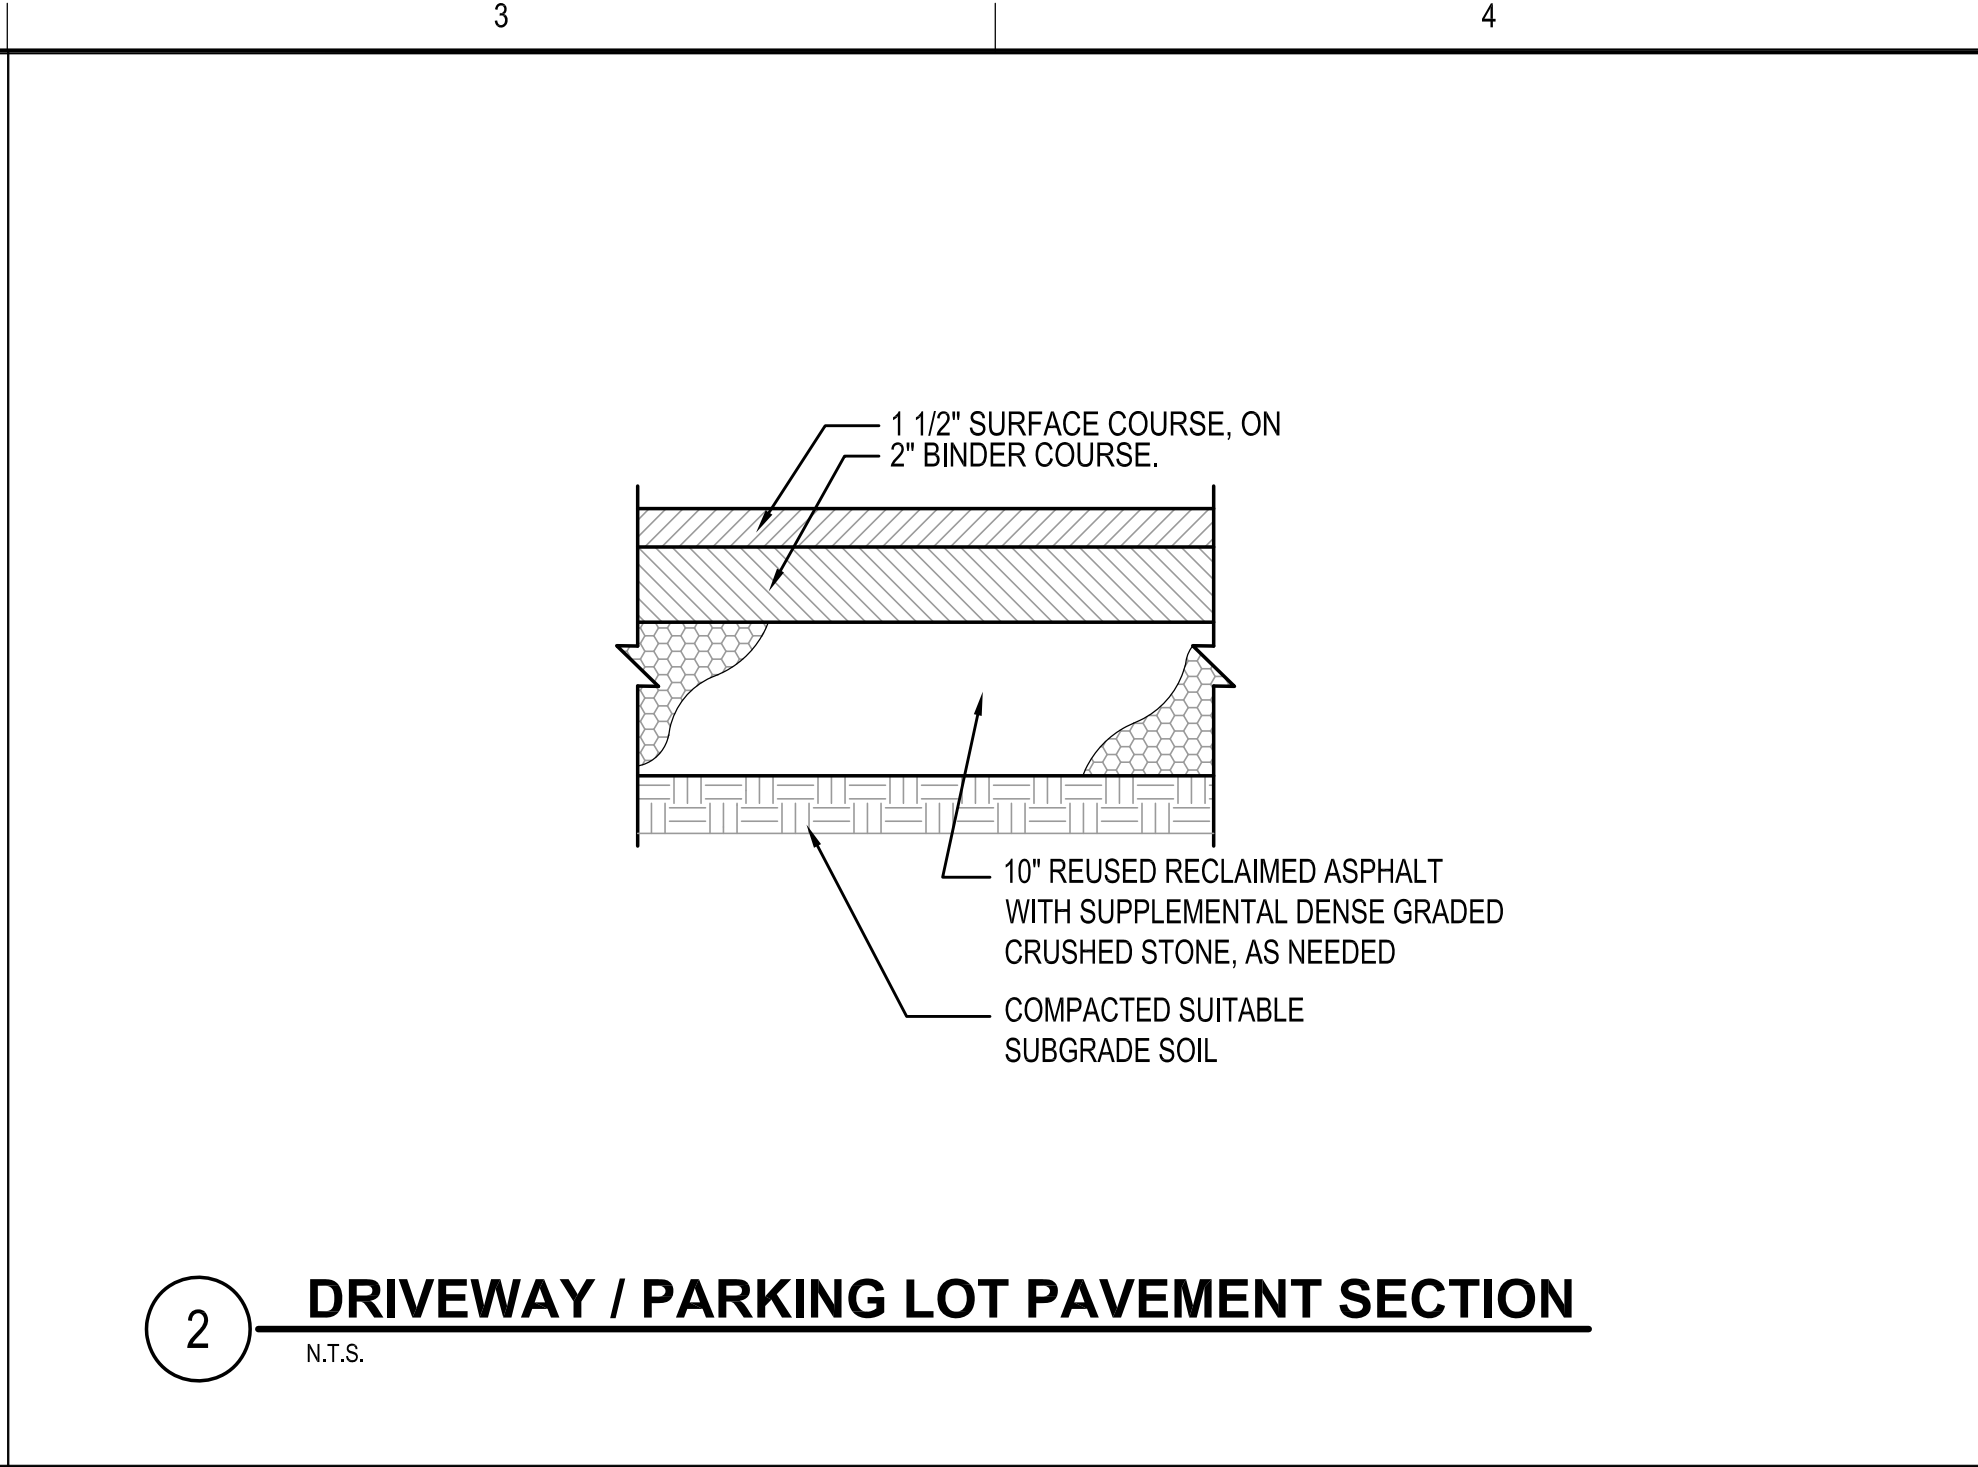 3
4
1 1/2" SURFACE COURSE, ON
2" BINDER COURSE.
10" REUSED RECLAIMED ASPHALT
WITH SUPPLEMENTAL DENSE GRADED
CRUSHED STONE, AS NEEDED
COMPACTED SUITABLE
SUBGRADE SOIL
2
DRIVEWAY / PARKING LOT PAVEMENT SECTION
N.T.S.